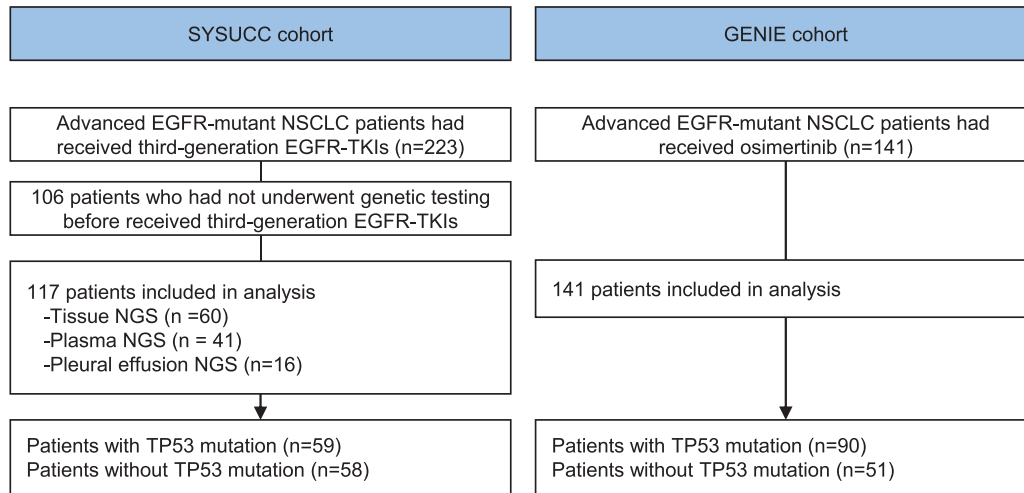 SYSUCC cohort
Advanced EGFR-mutant NSCLC patients had
received third-generation EGFR-TKIs (n=223)
106 patients who had not underwent genetic testing
before received third-generation EGFR-TKIs
117 patients included in analysis
-Tissue NGS (n =60)
-Plasma NGS (n = 41)
-Pleural effusion NGS (n=16)
Patients with TP53 mutation (n=59)
Patients without TP53 mutation (n=58)
GENIE cohort
Advanced EGFR-mutant NSCLC patients had
received osimertinib (n=141)
141 patients included in analysis
Patients with TP53 mutation (n=90)
Patients without TP53 mutation (n=51)